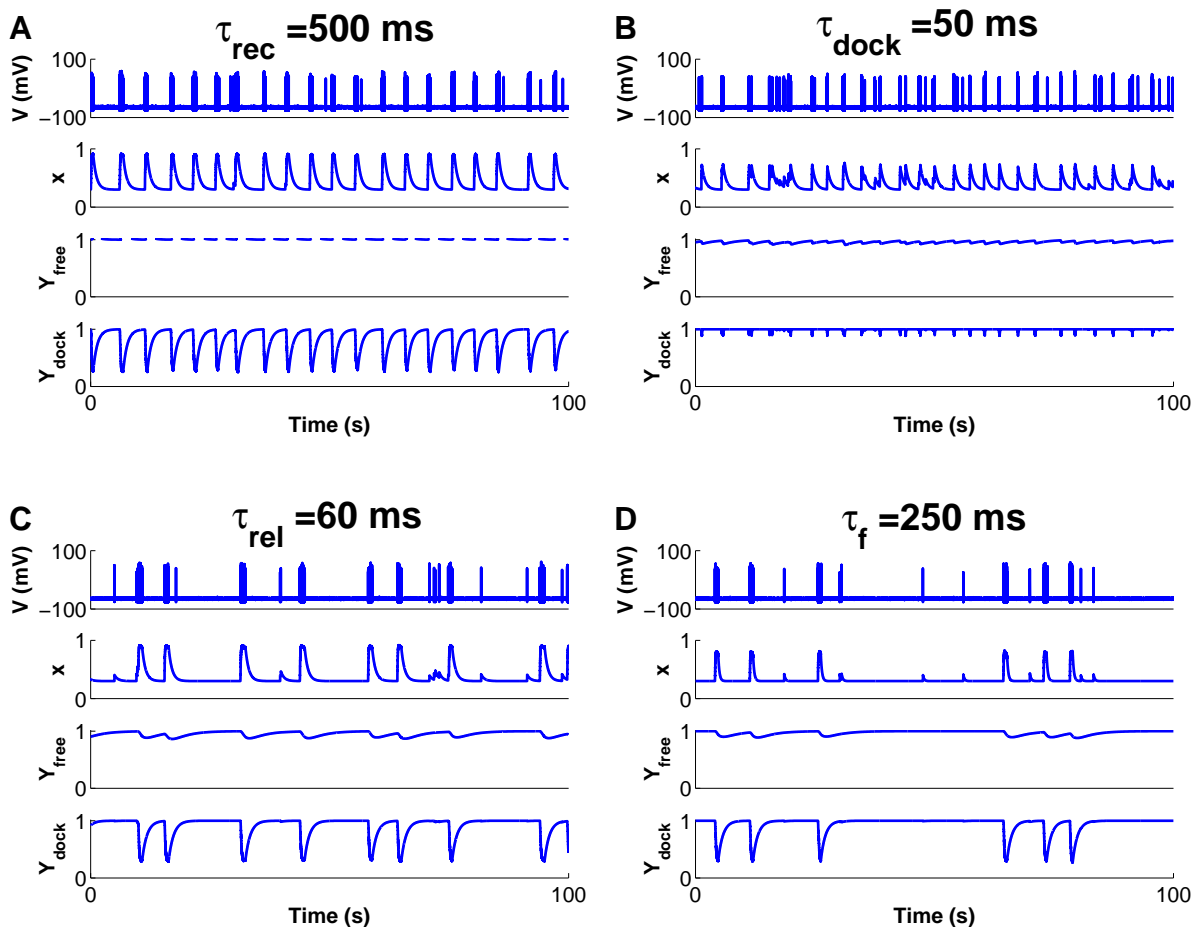 A
τrec =500 ms
V (mV)
100
−100
x
1
0
Yfree
1
0
Ydock
1
0
0
100
Time (s)
B
τdock =50 ms
V (mV)
100
−100
x
1
0
Yfree
1
0
Ydock
1
0
0
100
Time (s)
C
τrel =60 ms
V (mV)
100
−100
x
1
0
Yfree
1
0
Ydock
1
0
0
100
Time (s)
D
τf =250 ms
V (mV)
100
−100
x
1
0
Yfree
1
0
Ydock
1
0
0
100
Time (s)